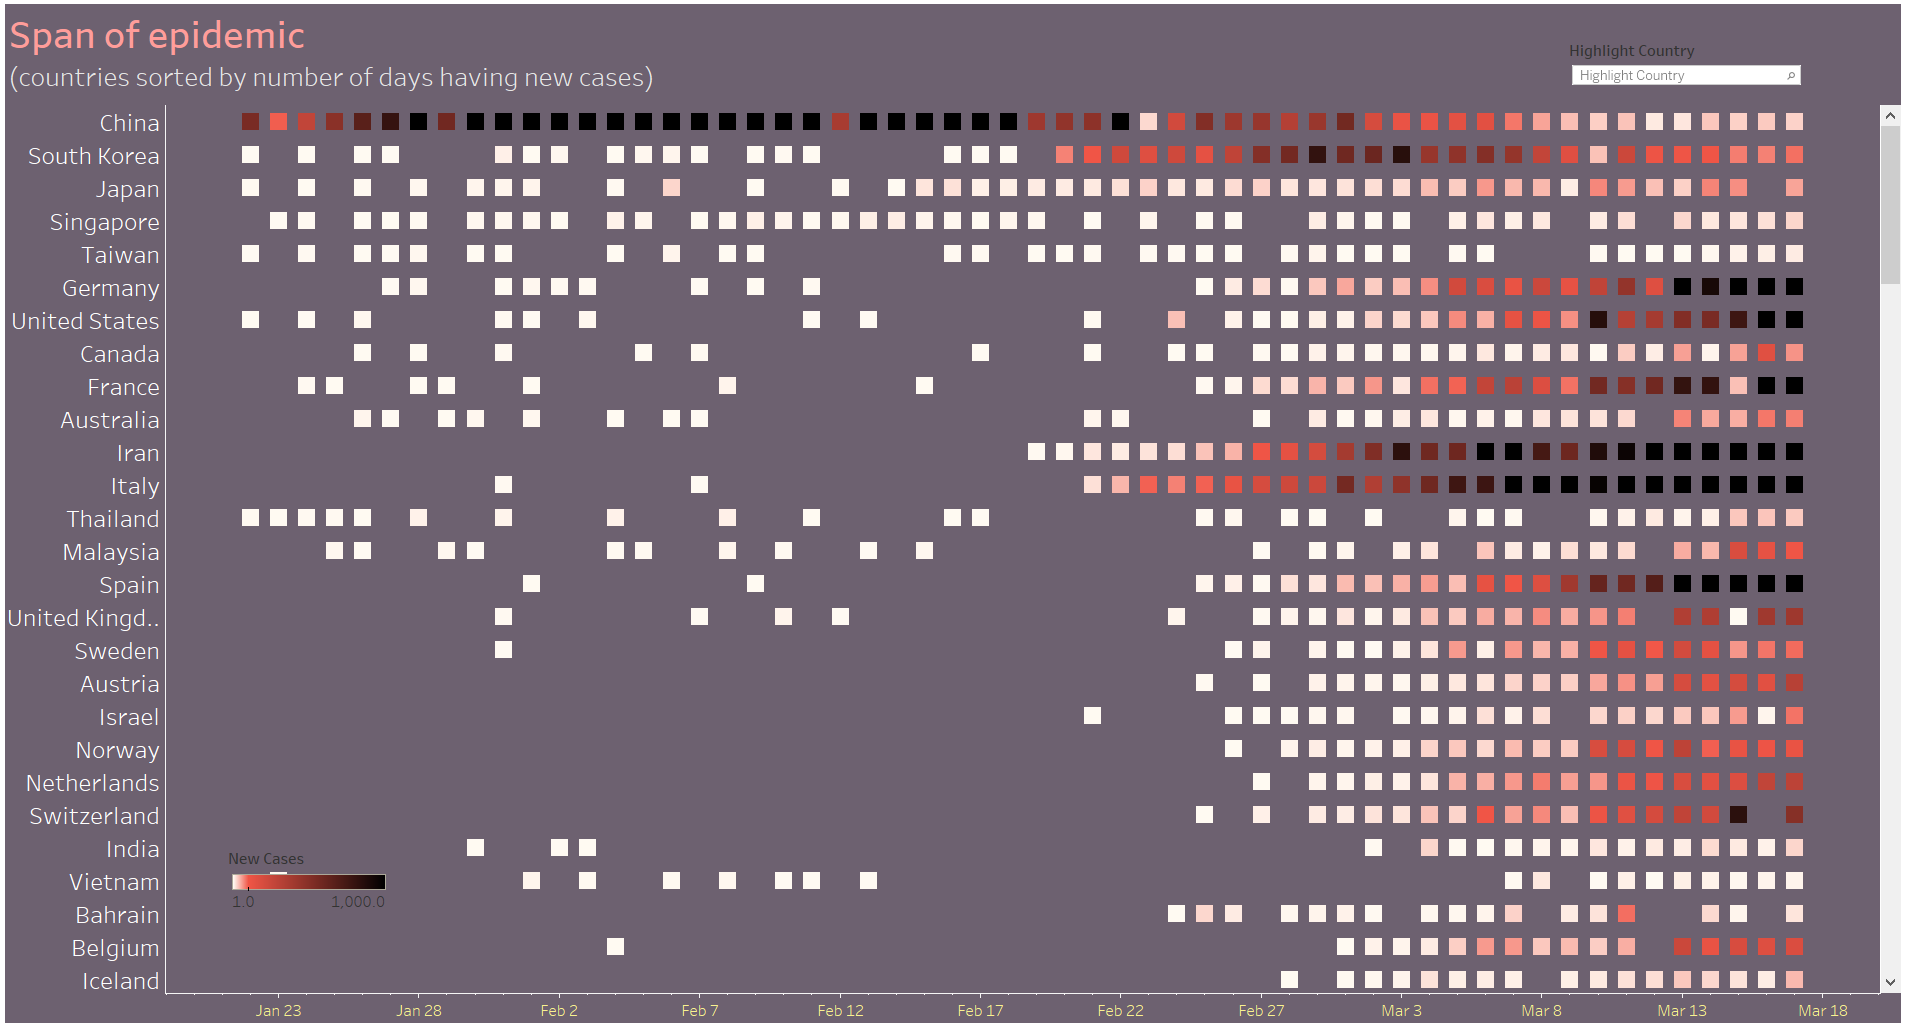 Span of epidemic
(countries sorted by number of days having new cases)
Highlight Country
Highlight Country
China
South Korea
Japan
Singapore
Taiwan
Germany
United States
Canada
France
Australia
Iran
Italy
Thailand
Malaysia
Spain
United Kingd..
Sweden
Austria
Israel
Norway
Netherlands
Switzerland
India
Vietnam
Bahrain
Belgium
Iceland
New Cases
1.0 1,000.0
Jan 23 Jan 28 Feb 2 Feb 7 Feb 12 Feb 17 Feb 22 Feb 27 Mar 3 Mar 8 Mar 13 Mar 18